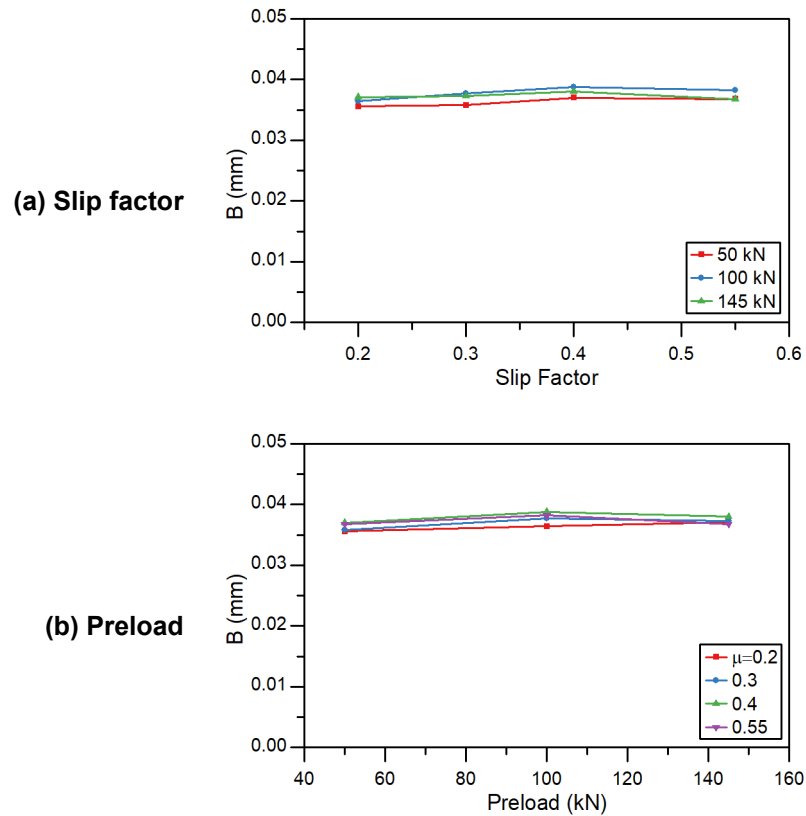 (a) Slip factor
B (mm)
0.05
0.04
0.03
0.02
0.01
0.00
0.2 0.3 0.4 0.5 0.6
Slip Factor
50 kN
100 kN
145 kN
(b) Preload
B (mm)
0.05
0.04
0.03
0.02
0.01
0.00
40 60 80 100 120 140 160
Preload (kN)
μ=0.2
0.3
0.4
0.55